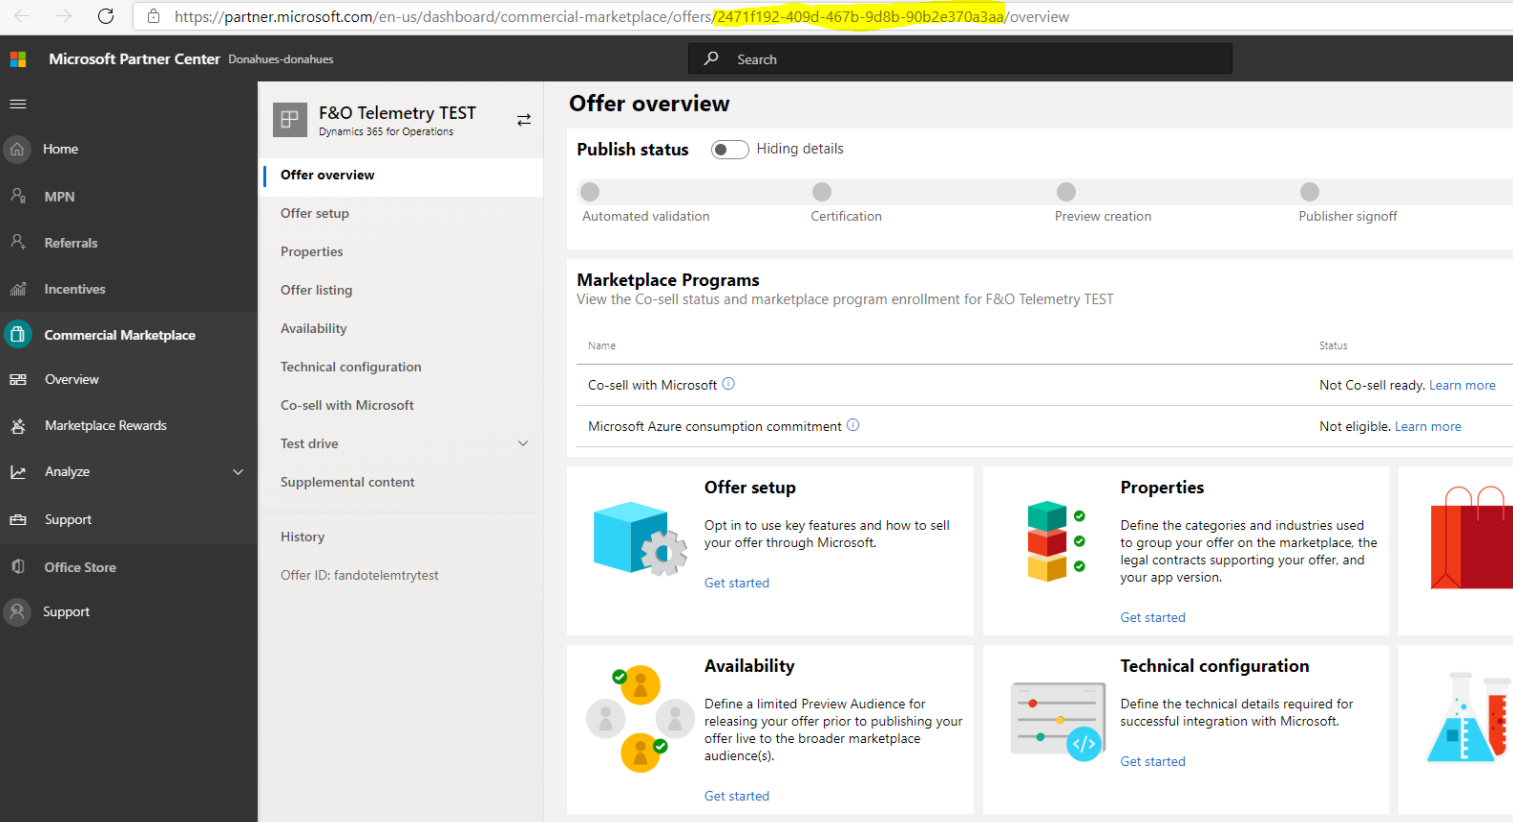 https://partner.microsoft.com/en-us/dashboard/commercial-marketplace/offers/2471f192-409d-467b-9d8b-90b2e370a3aa/overview
Microsoft Partner Center Donahues-donahues
Search
Home
MPN
Referrals
Incentives
Commercial Marketplace
Overview
Marketplace Rewards
Analyze
Support
Office Store
Support
F&O Telemetry TEST
Dynamics 365 for Operations
Offer overview
Offer setup
Properties
Offer listing
Availability
Technical configuration
Co-sell with Microsoft
Test drive
Supplemental content
History
Offer ID: fandotelemtrytest
Offer overview
Publish status Hiding details
Automated validation Certification Preview creation Publisher signoff
Marketplace Programs
View the Co-sell status and marketplace program enrollment for F&O Telemetry TEST
Name Status
Co-sell with Microsoft Not Co-sell ready. Learn more
Microsoft Azure consumption commitment Not eligible. Learn more
Offer setup
Opt in to use key features and how to sell
your offer through Microsoft.
Get started
Properties
Define the categories and industries used
to group your offer on the marketplace, the
legal contracts supporting your offer, and
your app version.
Get started
Availability
Define a limited Preview Audience for
releasing your offer prior to publishing your
offer live to the broader marketplace
audience(s).
Get started
Technical configuration
Define the technical details required for
successful integration with Microsoft.
Get started